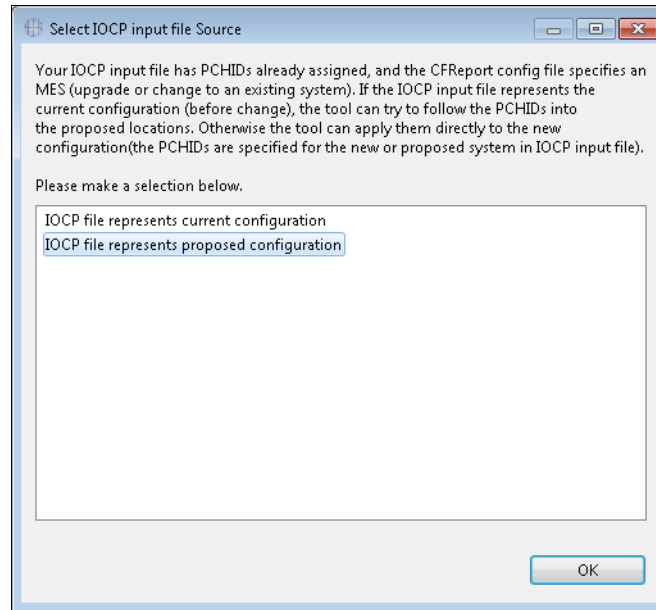 Select IOCP input file Source
Your IOCP input file has PCHIDs already assigned, and the CFReport config file specifies an
MES (upgrade or change to an existing system). If the IOCP input file represents the
current configuration (before change), the tool can try to follow the PCHIDs into
the proposed locations. Otherwise the tool can apply them directly to the new
configuration(the PCHIDs are specified for the new or proposed system in IOCP input file).
Please make a selection below.
IOCP file represents current configuration
IOCP file represents proposed configuration
OK